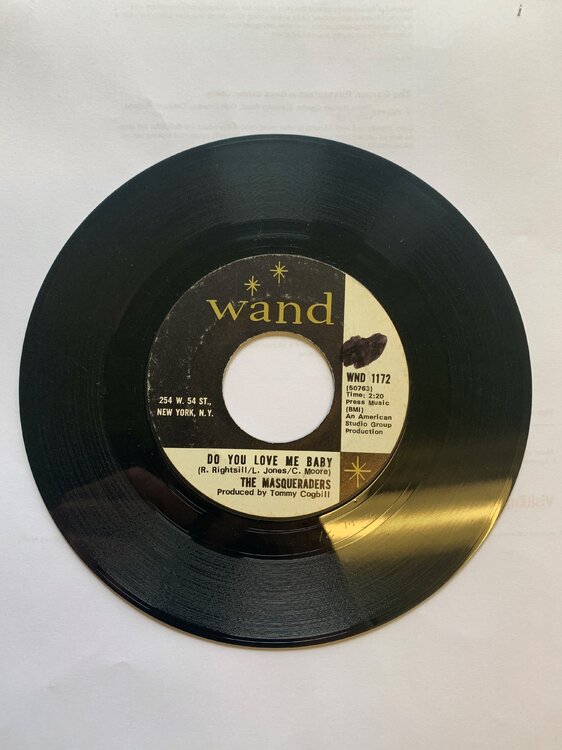 wand
254 W. 54 ST.,
NEW YORK, N.Y.
WND 1172
(50763)
Time: 2:20
Press Music
(BMI)
An American
Studio Group
Production
DO YOU LOVE ME BABY
(R. Rightsill/L. Jones/C. Moore)
THE MASQUERADERS
Produced by Tommy Cogbill